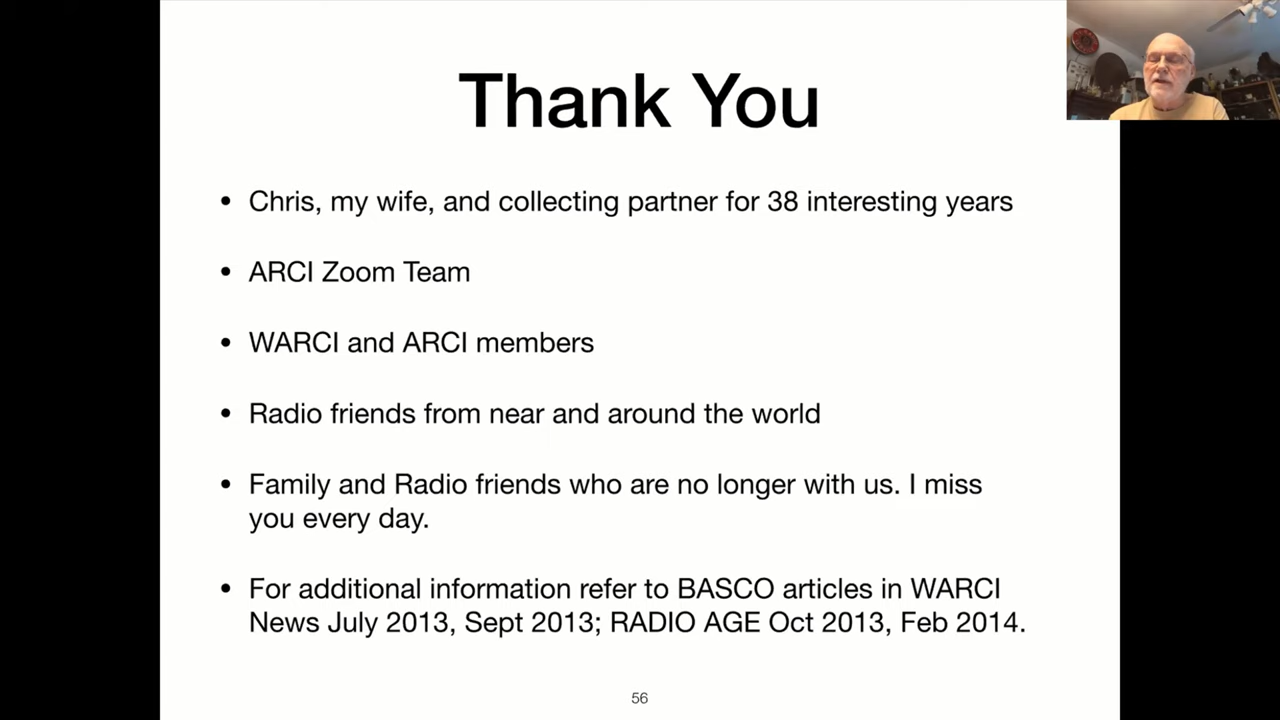 Thank You
• Chris, my wife, and collecting partner for 38 interesting years
• ARCI Zoom Team
• WARCI and ARCI members
• Radio friends from near and around the world
• Family and Radio friends who are no longer with us. I miss
you every day.
• For additional information refer to BASCO articles in WARCI
News July 2013, Sept 2013; RADIO AGE Oct 2013, Feb 2014.
56